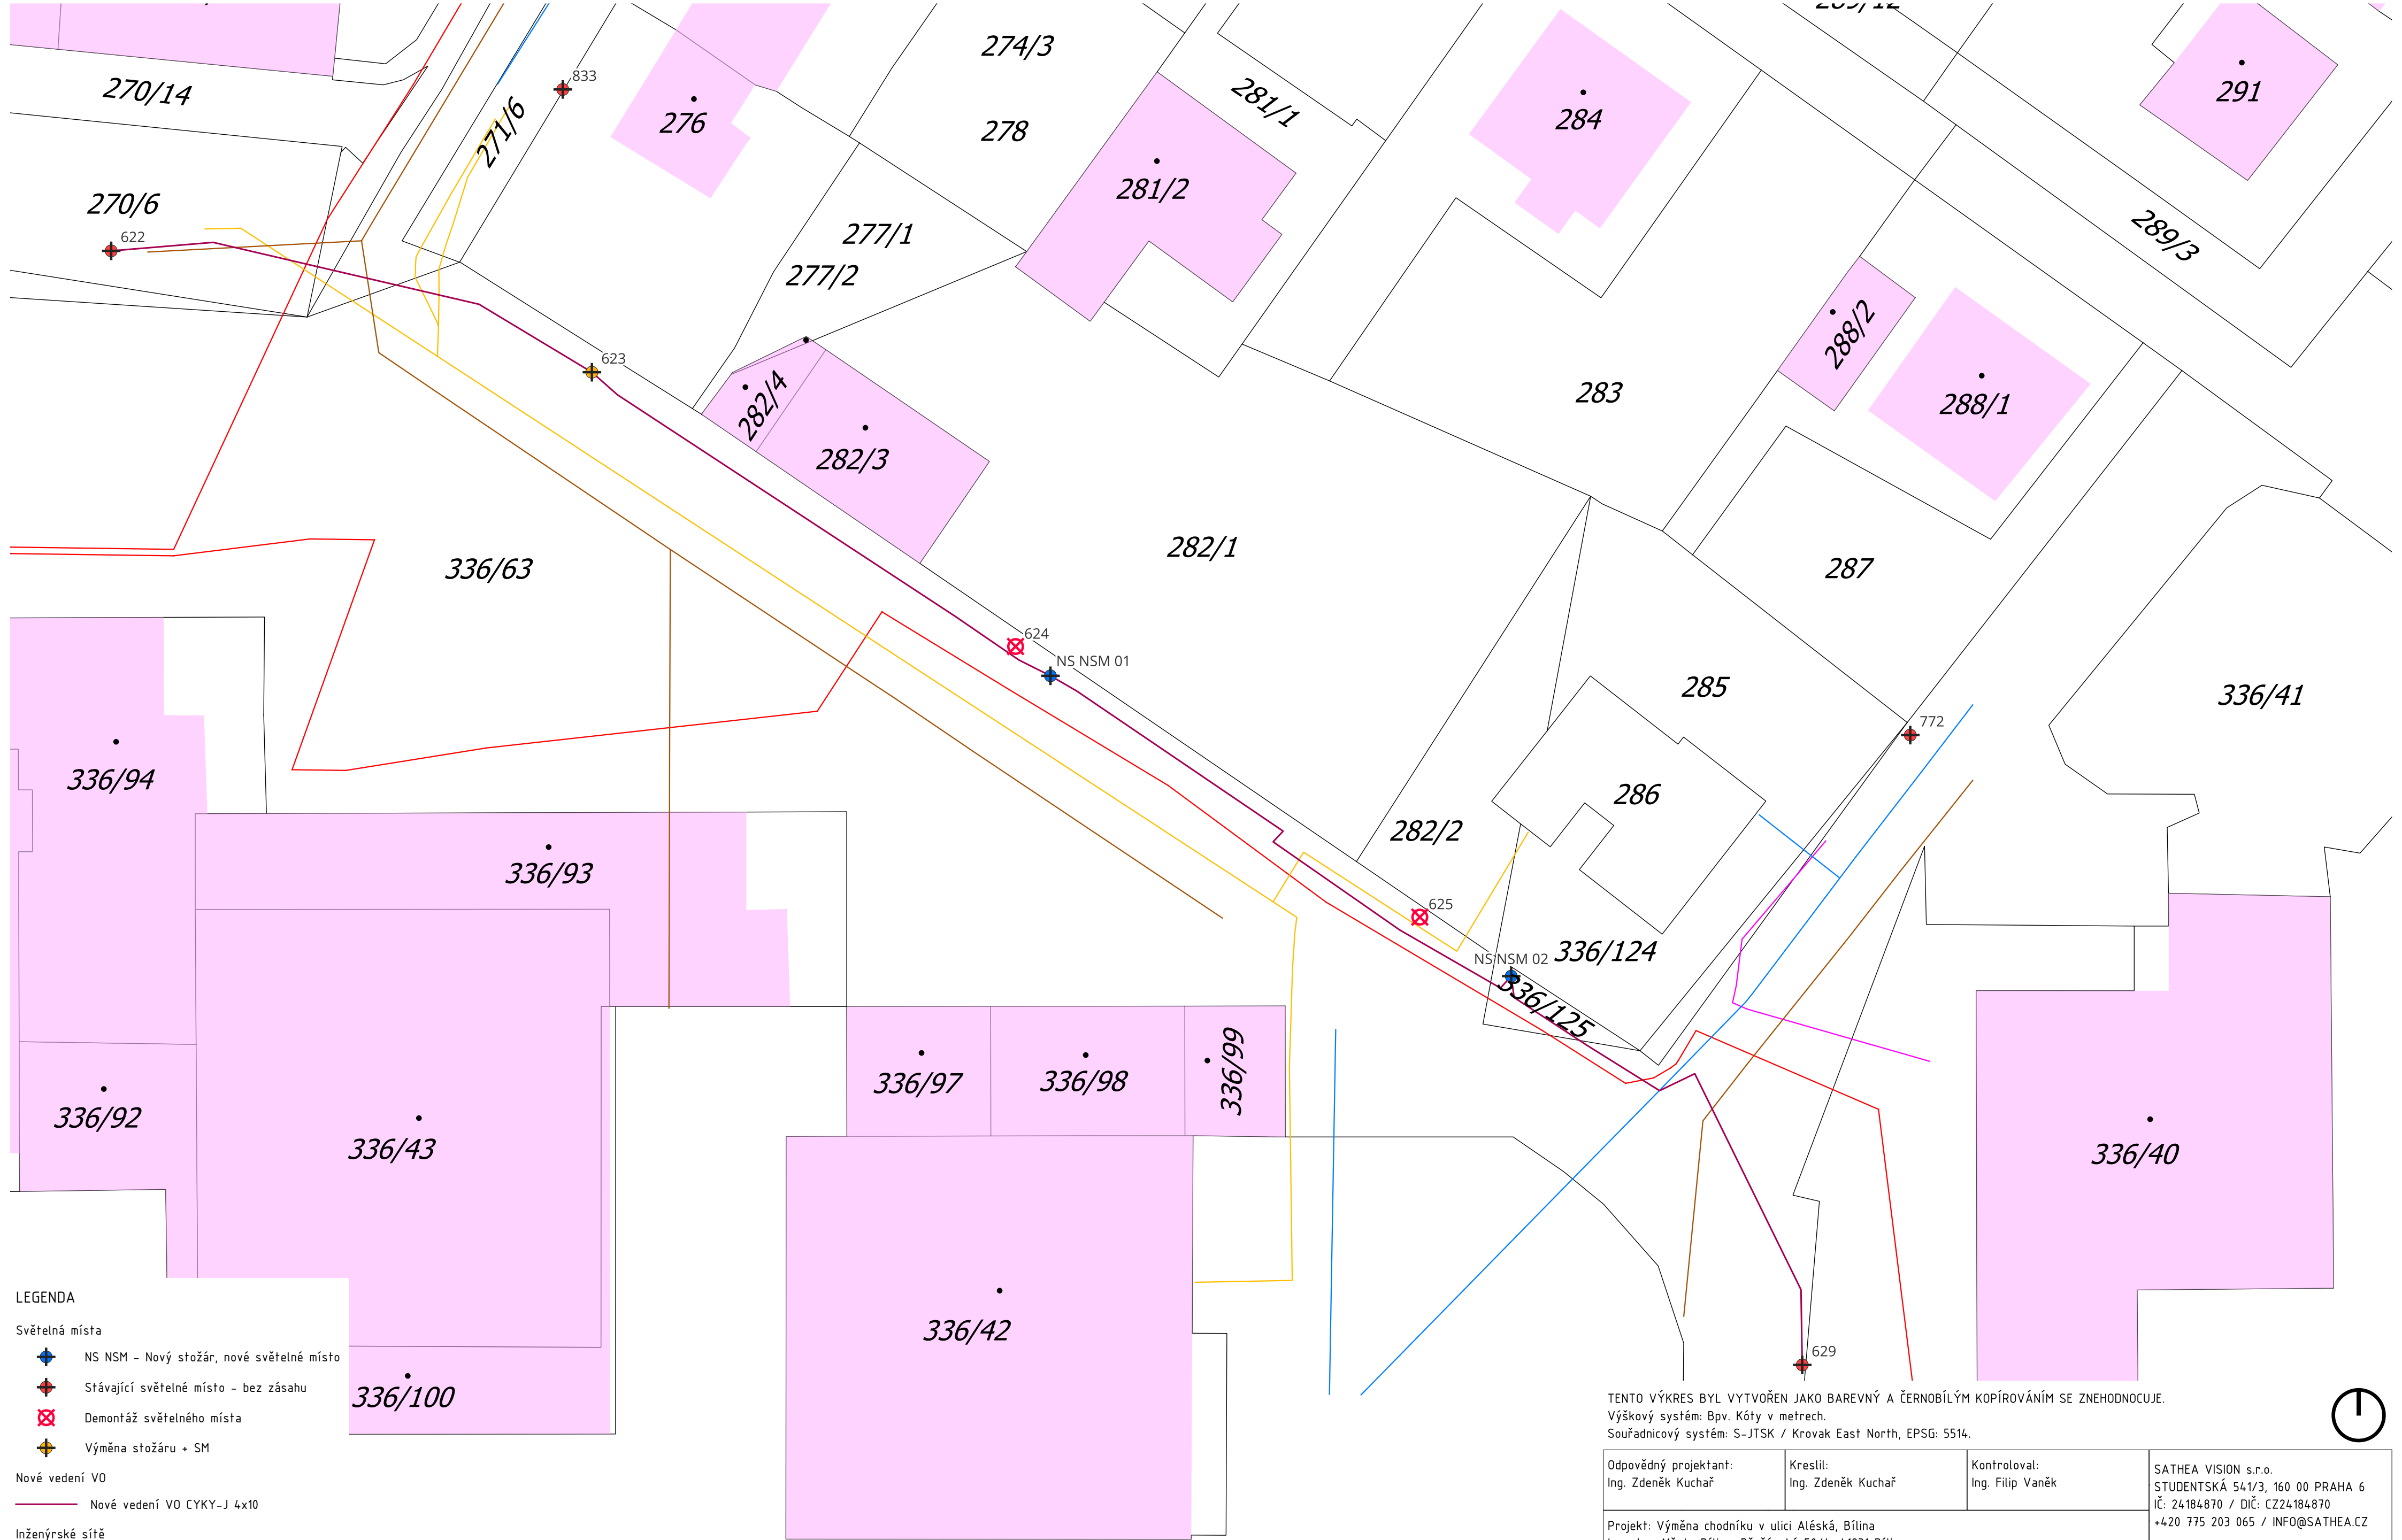 289/12
274/3
270/14
833
276
278
281/1
284
291
271/6
281/2
270/6
622
277/1
277/2
289/3
288/2
623
282/4
283
288/1
282/3
336/63
282/1
287
624
NS NSM 01
285
336/41
772
336/94
286
282/2
336/93
625
336/124
NS NSM 02
336/125
336/97
336/98
336/99
336/92
336/43
336/40
336/42
629
336/100
LEGENDA
Světelná místa
NS NSM - Nový stožár, nové světelné místo
Stávající světelné místo - bez zásahu
Demontáž světelného místa
Výměna stožáru + SM
Nové vedení VO
Nové vedení VO CYKY-J 4x10
Inženýrské sítě
TENTO VÝKRES BYL VYTVOŘEN JAKO BAREVNÝ A ČERNOBÍLÝM KOPÍROVÁNÍM SE ZNEHODNOCUJE.
Výškový systém: Bpv. Kóty v metrech.
Souřadnicový systém: S-JTSK / Krovak East North, EPSG: 5514.
Odpovědný projektant:
Ing. Zdeněk Kuchař
Kreslil:
Ing. Zdeněk Kuchař
Kontroloval:
Ing. Filip Vaněk
SATHEA VISION s.r.o.
STUDENTSKÁ 541/3, 160 00 PRAHA 6
IČ: 24184870 / DIČ: CZ24184870
+420 775 203 065 / INFO@SATHEA.CZ
Projekt: Výměna chodníku v ulici Aléská, Bílina